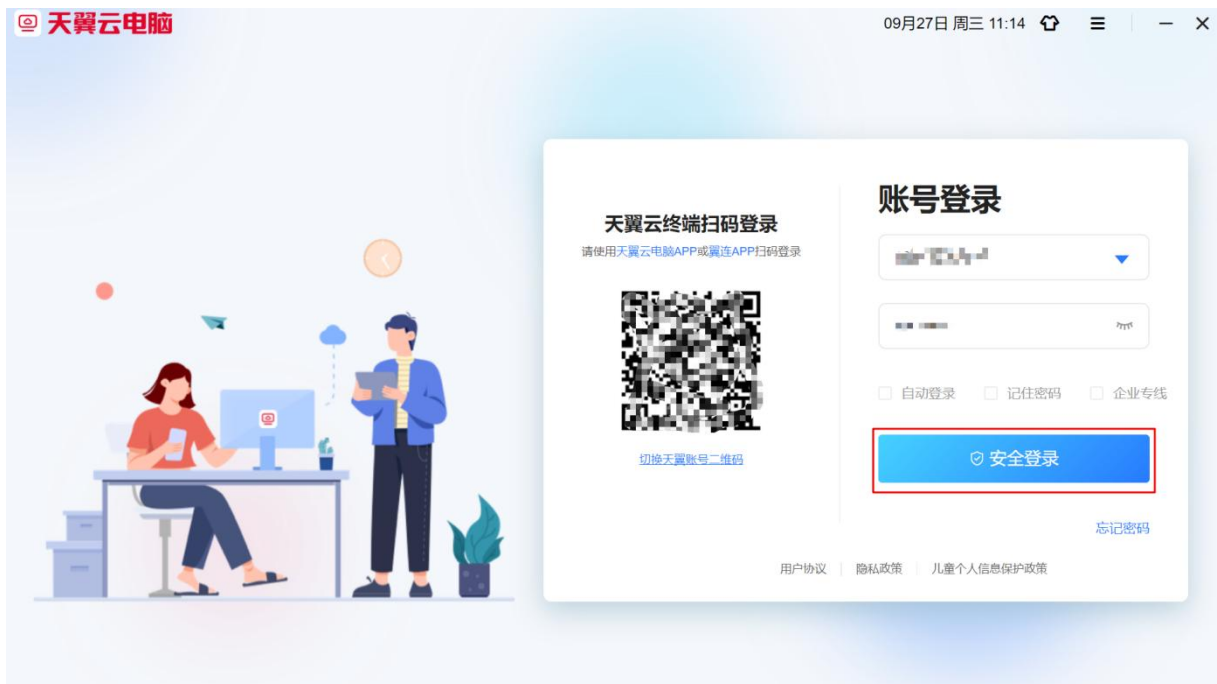 天翼云电脑
09月27日 周三 11:14
天翼云终端扫码登录
请使用天翼云电脑APP或翼连APP扫码登录
切换天翼账号二维码
账号登录
自动登录 记住密码 企业专线
安全登录
忘记密码
用户协议 隐私政策 儿童个人信息保护政策